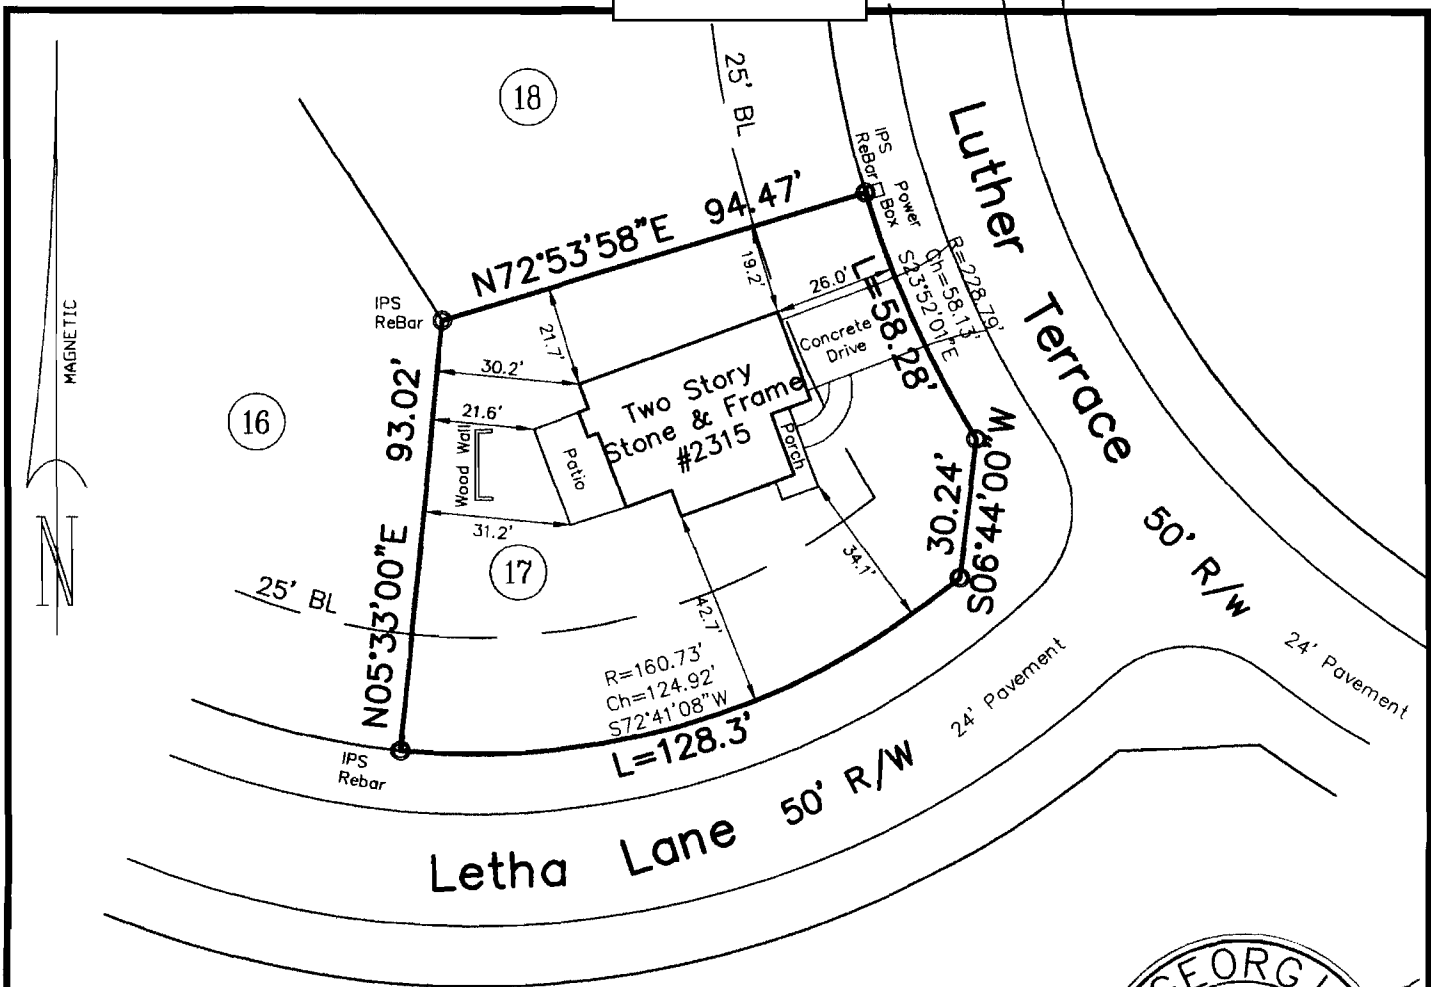 18
25' BL
IPS
ReBar
Power
Box
Luther Terrace
50' R/W
24' Pavement
N72°53'58"E 94.47'
IPS
ReBar
MAGNETIC
N
16
93.02'
N05°33'00"E
19.2'
26.0'
21.7'
30.2'
21.6'
31.2'
L=58.28'
R=228.79'
Ch=58.13'
S23°52'01"E
Concrete
Drive
Two Story
Stone & Frame
#2315
Wood Wall
Patio
Porch
30.24'
S06°44'00"W
17
25' BL
34.1'
42.7'
R=160.73'
Ch=124.92'
S72°41'08"W
L=128.3'
IPS
Rebar
24' Pavement
Letha Lane 50' R/W